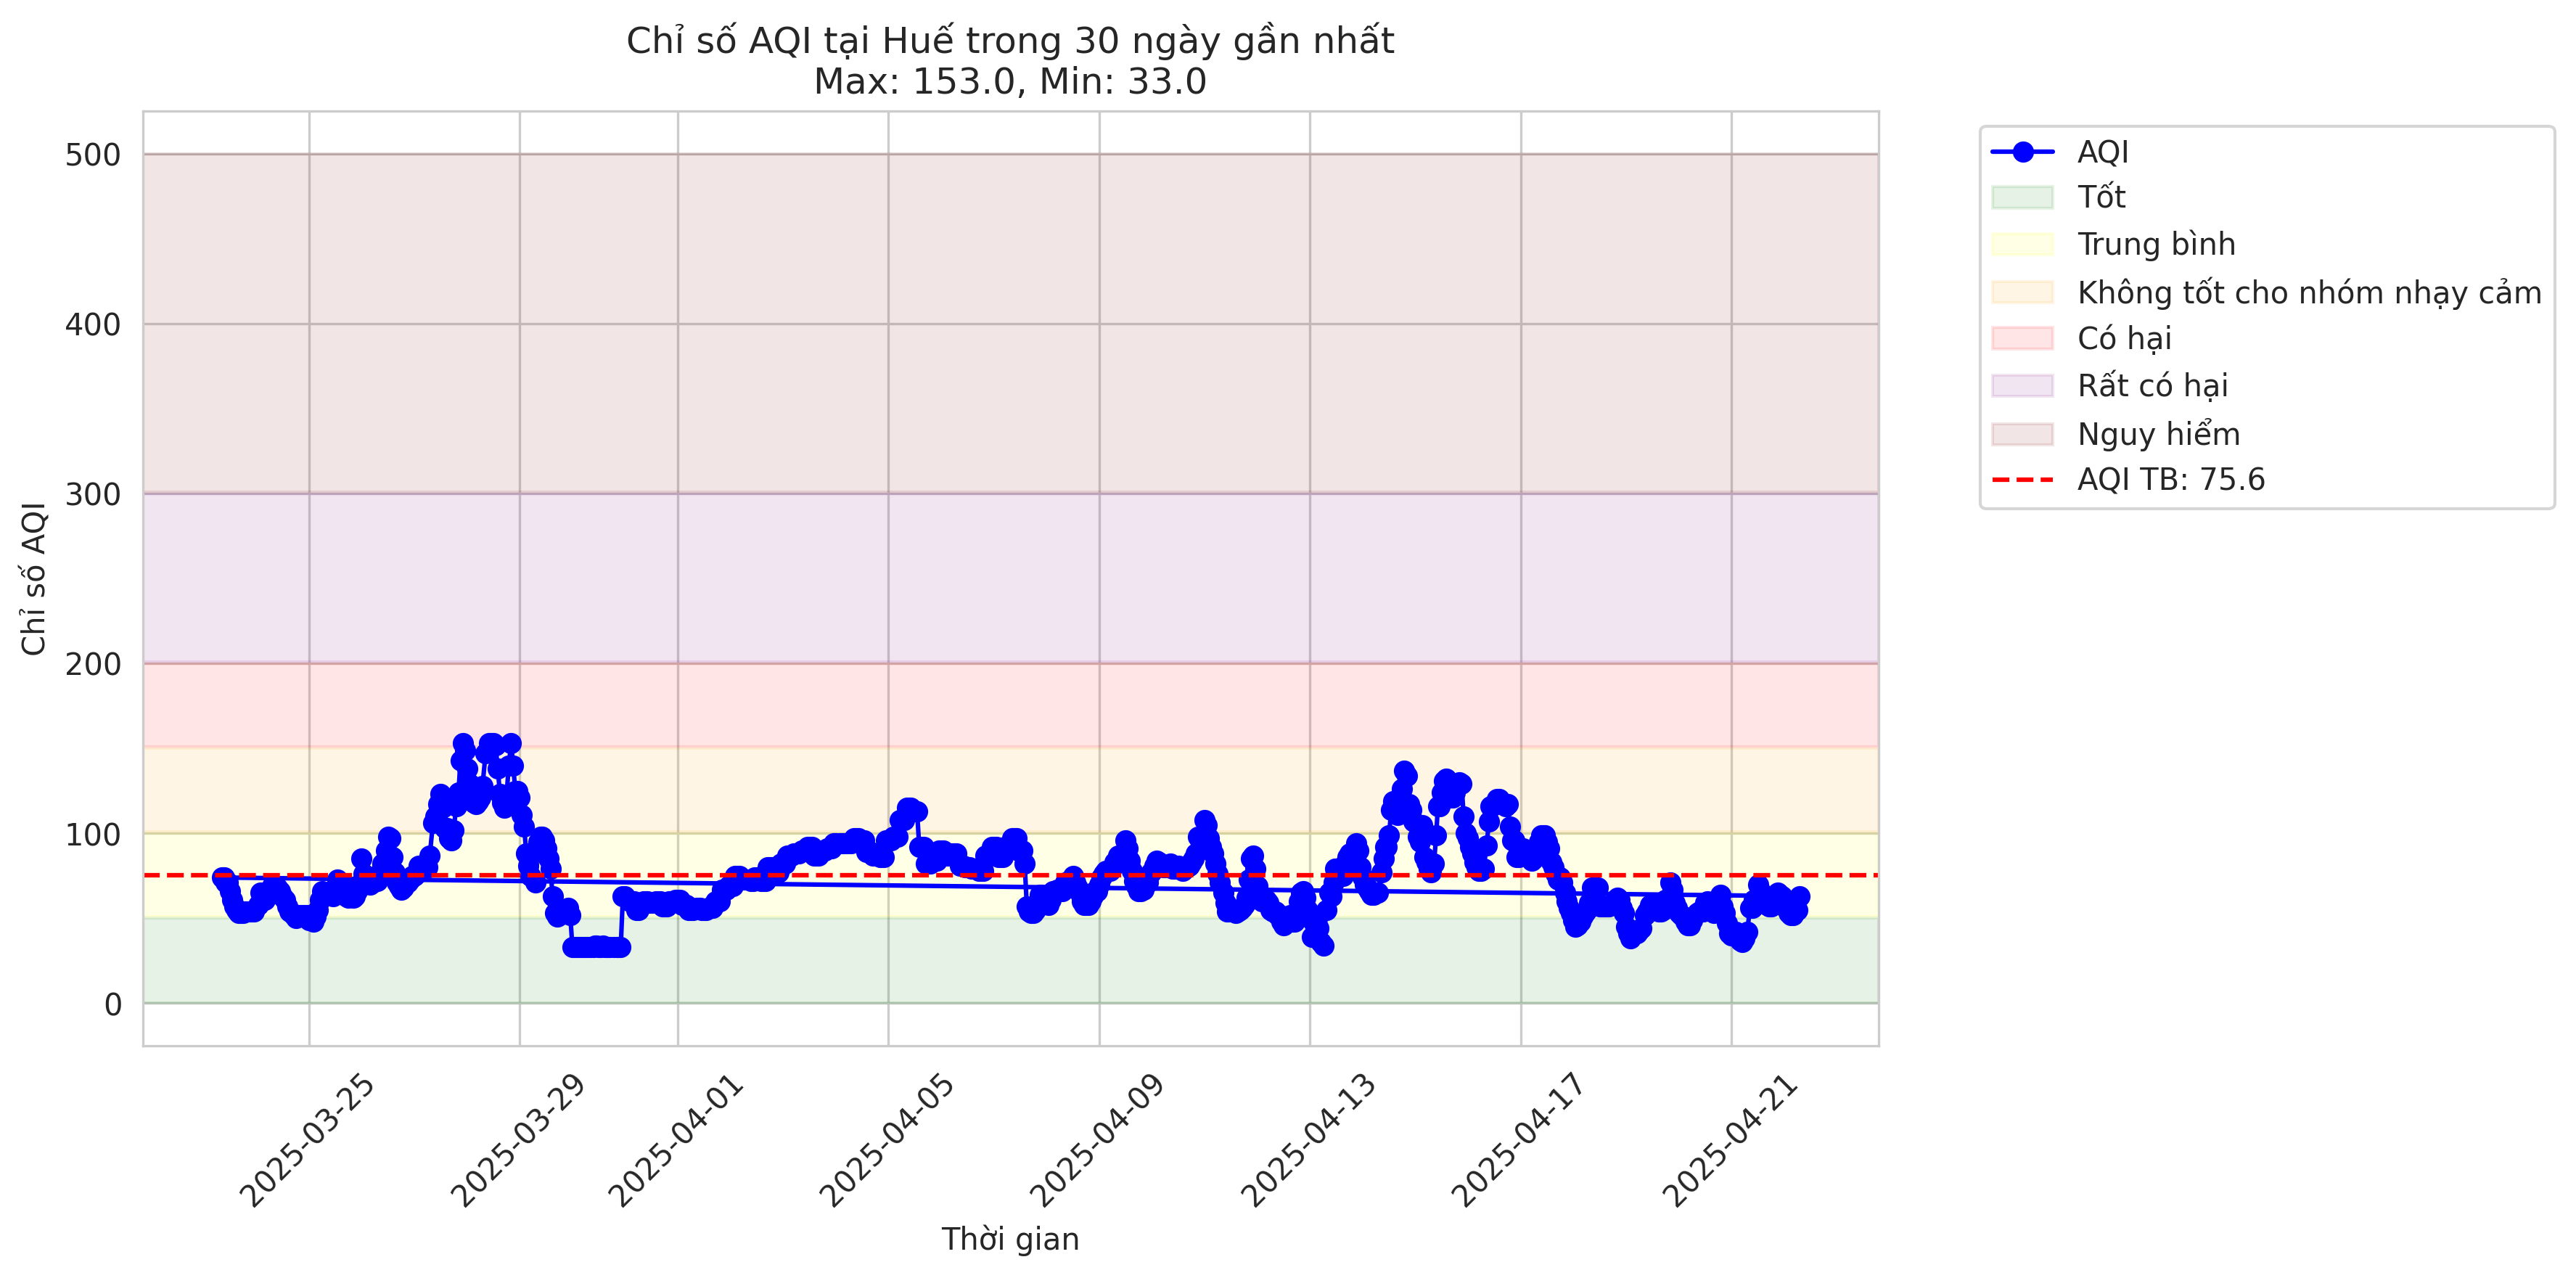 Chỉ số AQI tại Huế trong 30 ngày gần nhất
Max: 153.0, Min: 33.0
Chỉ số AQI
500
400
300
200
100
0
2025-03-25
2025-03-29
2025-04-01
2025-04-05
2025-04-09
2025-04-13
2025-04-17
2025-04-21
Thời gian
AQI
Tốt
Trung bình
Không tốt cho nhóm nhạy cảm
Có hại
Rất có hại
Nguy hiểm
AQI TB: 75.6